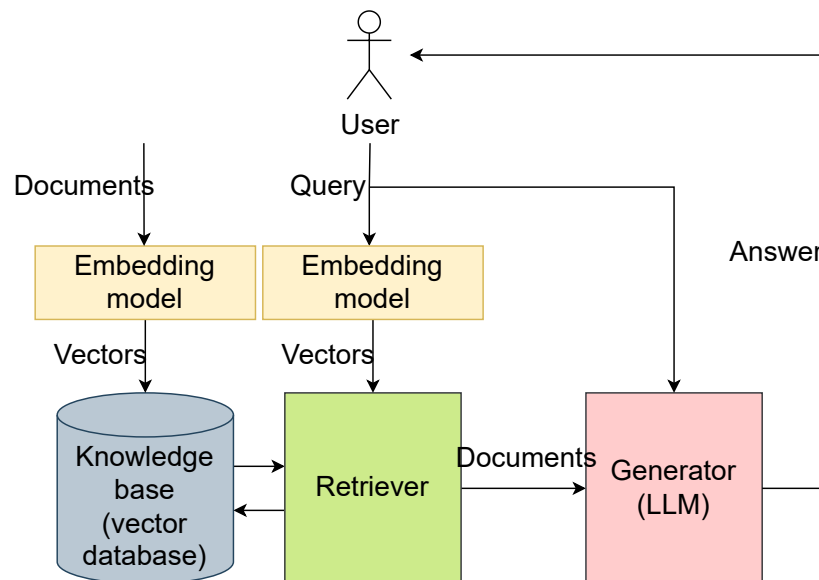 User
Documents
Query
Answer
Embedding
model
Embedding
model
Vectors
Vectors
Knowledge
base
(vector
database)
Retriever
Documents
Generator
(LLM)